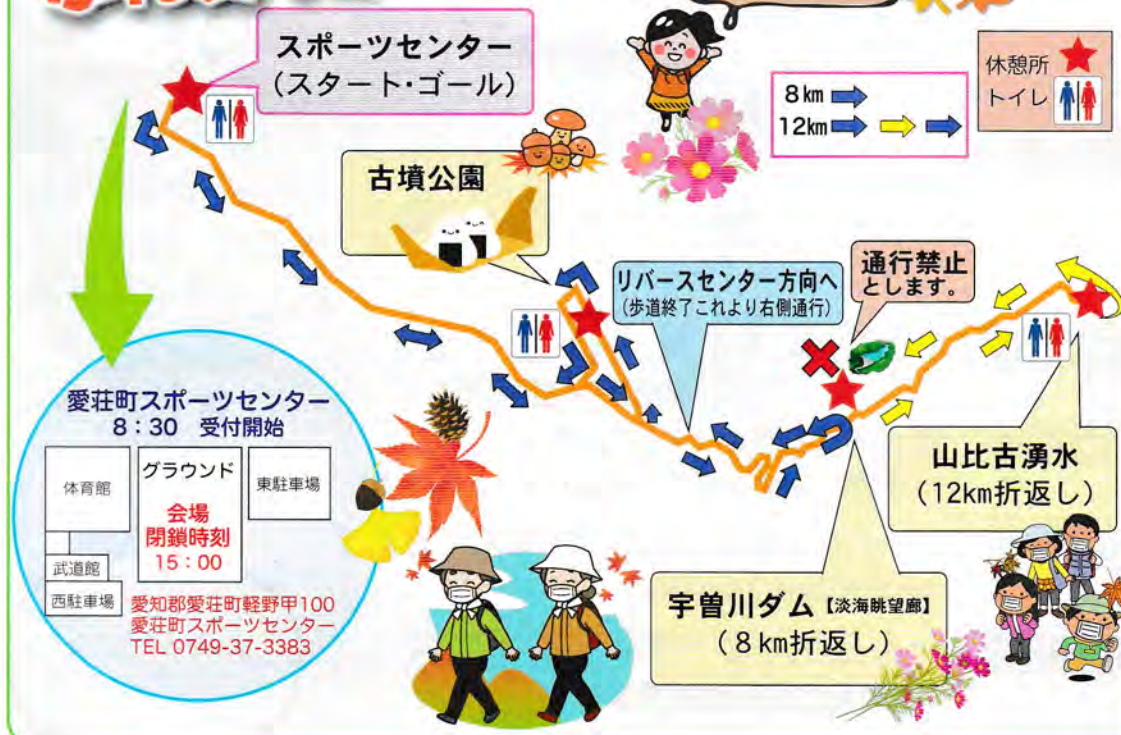 スポーツセンター
(スタート・ゴール)
8km
12km
休憩所
トイレ
古墳公園
リバースセンター方向へ
(歩道終了これより右側通行)
通行禁止
とします。
愛荘町スポーツセンター
8:30 受付開始
体育館
グラウンド
東駐車場
会場
閉鎖時刻
15:00
武道館
西駐車場
愛知郡愛荘町軽野甲100
愛荘町スポーツセンター
TEL 0749-37-3383
山比古湧水
(12km折返し)
宇曽川ダム【淡海眺望廊】
(8km折返し)